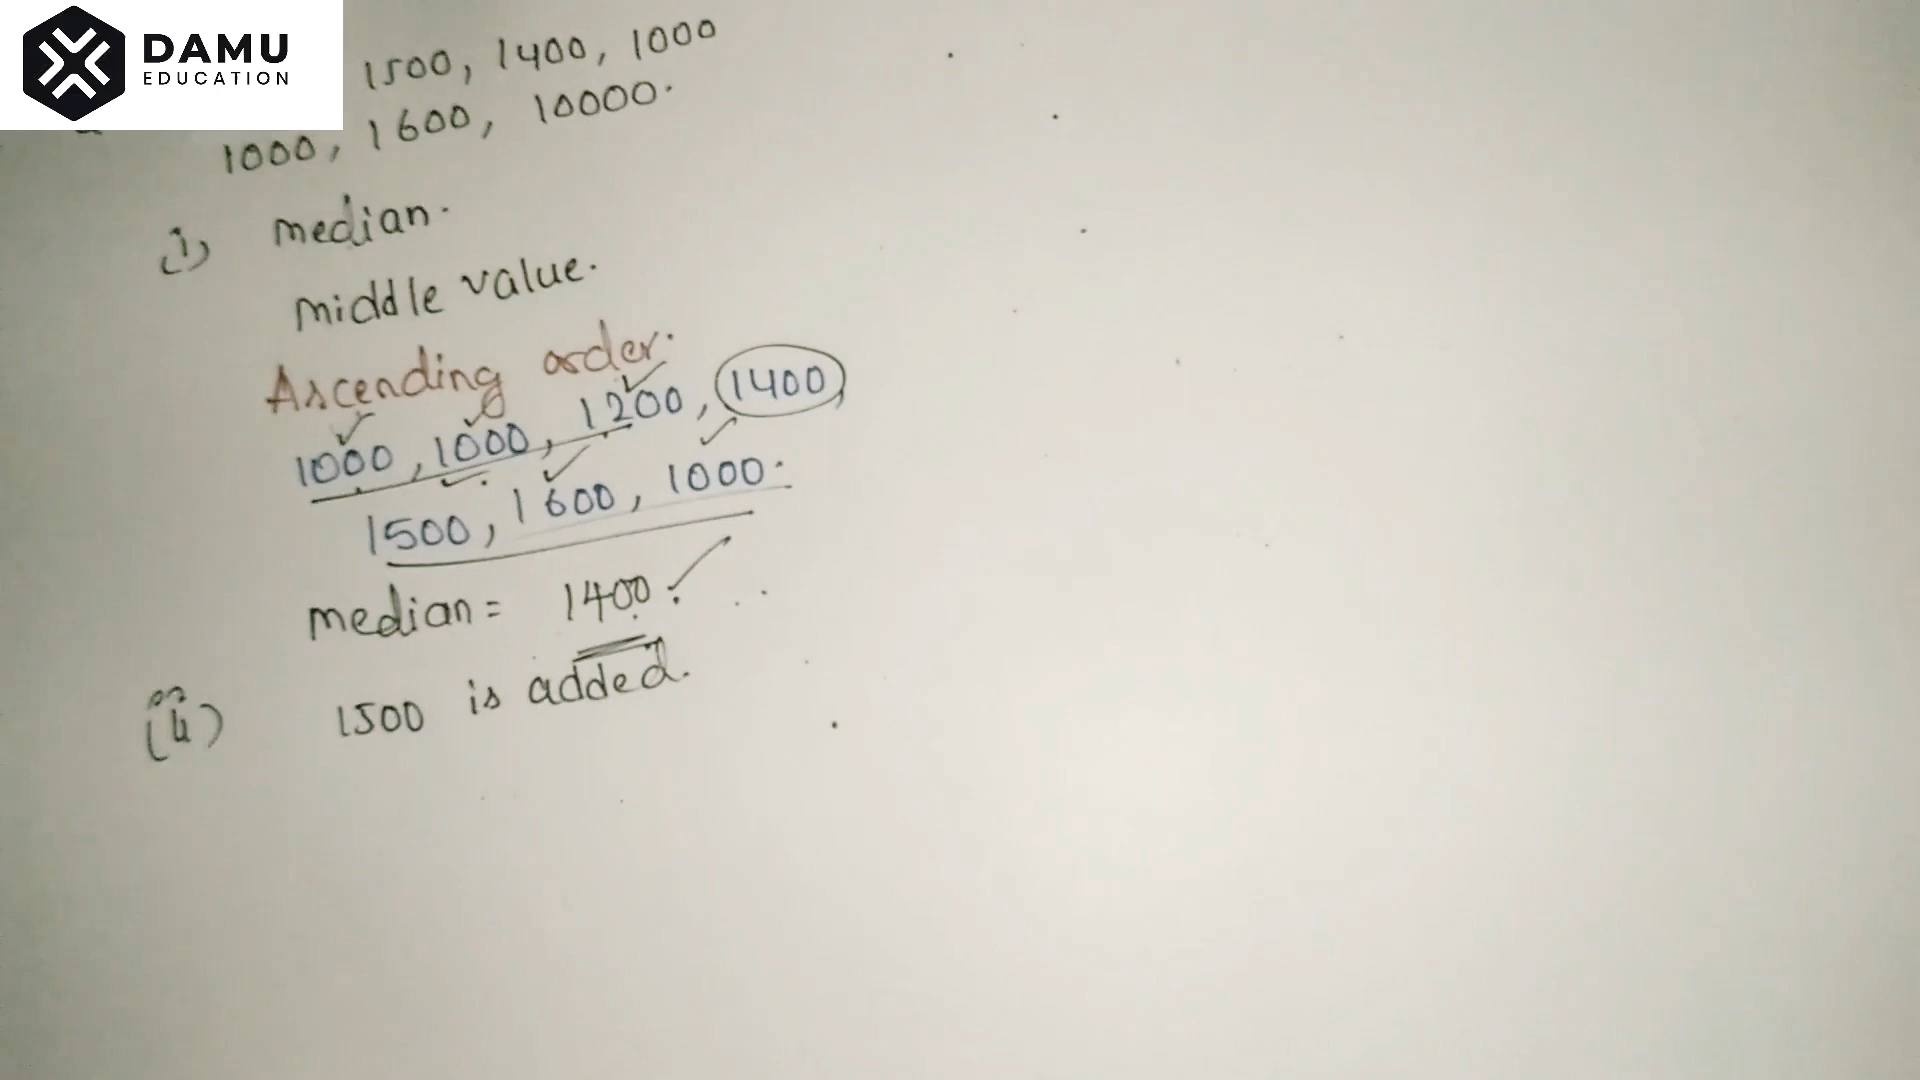 DAMU
EDUCATION
1500, 1400, 1000
1000, 1600, 10000.
(i) median.
middle value.
Ascending order.
1000, 1000, 1200, 1400,
1500, 1600, 1000.
median = 1400.
(ii) 1500 is added.